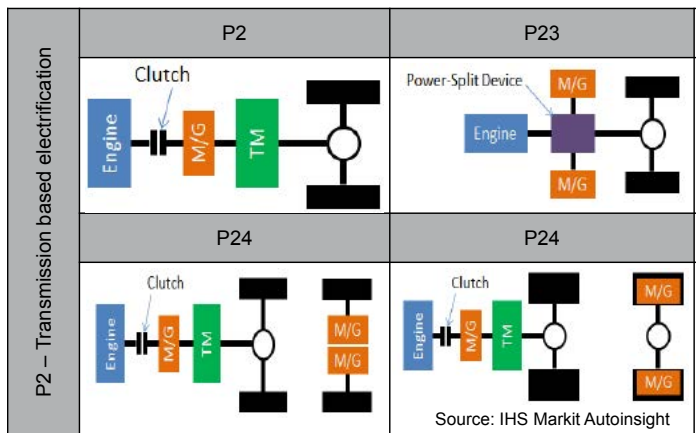 P2 – Transmission based electrification
P2
P23
Clutch
Engine
M/G
TM
Power-Split Device
M/G
Engine
M/G
P24
P24
Clutch
Engine
M/G
TM
M/G
M/G
Clutch
Engine
M/G
TM
M/G
M/G
Source: IHS Markit Autoinsight